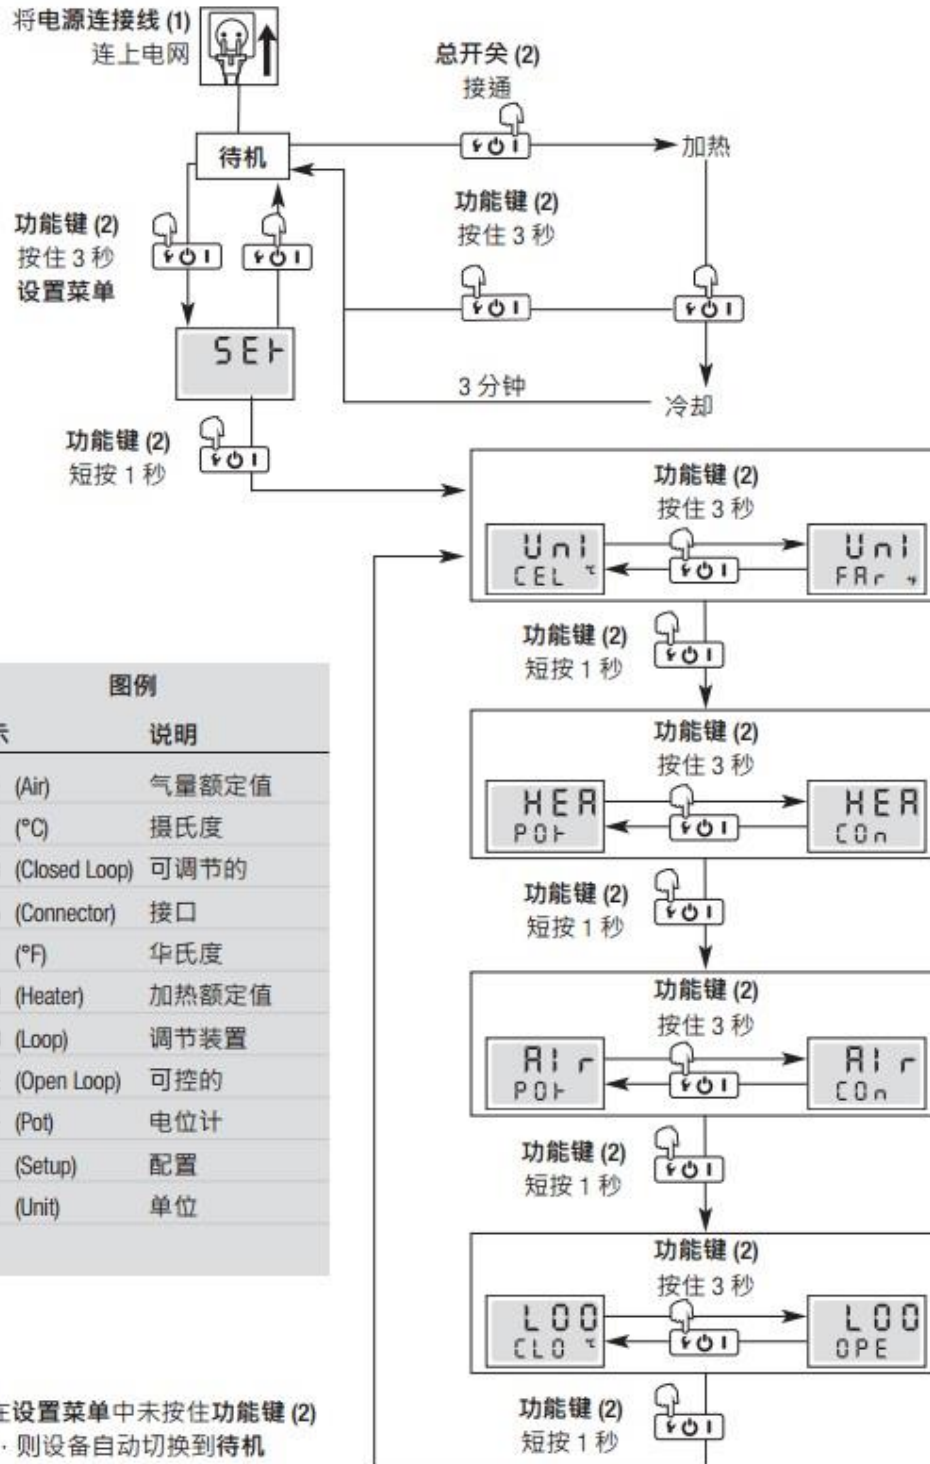 将电源连接线 (1)
连上电网
总开关 (2)
接通
待机
加热
功能键 (2)
按住 3 秒
设置菜单
功能键 (2)
按住 3 秒
SEt
3 分钟
冷却
功能键 (2)
短按 1 秒
功能键 (2)
按住 3 秒
UnI
CEL °C
UnI
FAr °F
功能键 (2)
短按 1 秒
功能键 (2)
按住 3 秒
HEA
POt
HEA
COn
功能键 (2)
短按 1 秒
功能键 (2)
按住 3 秒
AIr
POt
AIr
COn
功能键 (2)
短按 1 秒
功能键 (2)
按住 3 秒
LOO
CLO °C
LOO
OPE
功能键 (2)
短按 1 秒
图例
示 说明
(Air) 气量额定值
(°C) 摄氏度
(Closed Loop) 可调节的
(Connector) 接口
(°F) 华氏度
(Heater) 加热额定值
(Loop) 调节装置
(Open Loop) 可控的
(Pot) 电位计
(Setup) 配置
(Unit) 单位
在设置菜单中未按住功能键 (2)
，则设备自动切换到待机